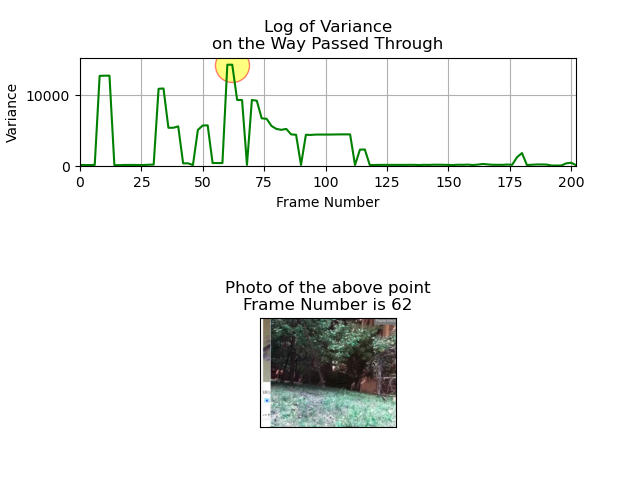 Log of Variance
on the Way Passed Through
Variance
10000
0
0 25 50 75 100 125 150 175 200
Frame Number
Photo of the above point
Frame Number is 62